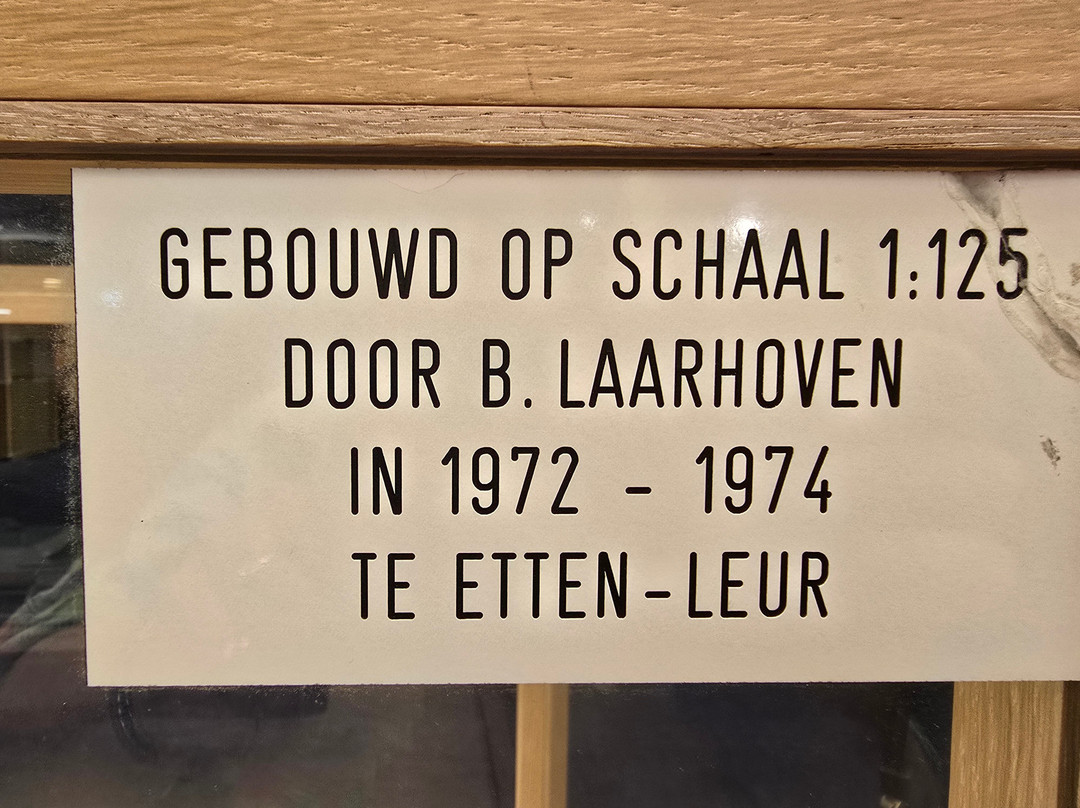 GEBOUWD OP SCHAAL 1:125
DOOR B. LAARHOVEN
IN 1972 - 1974
TE ETTEN-LEUR